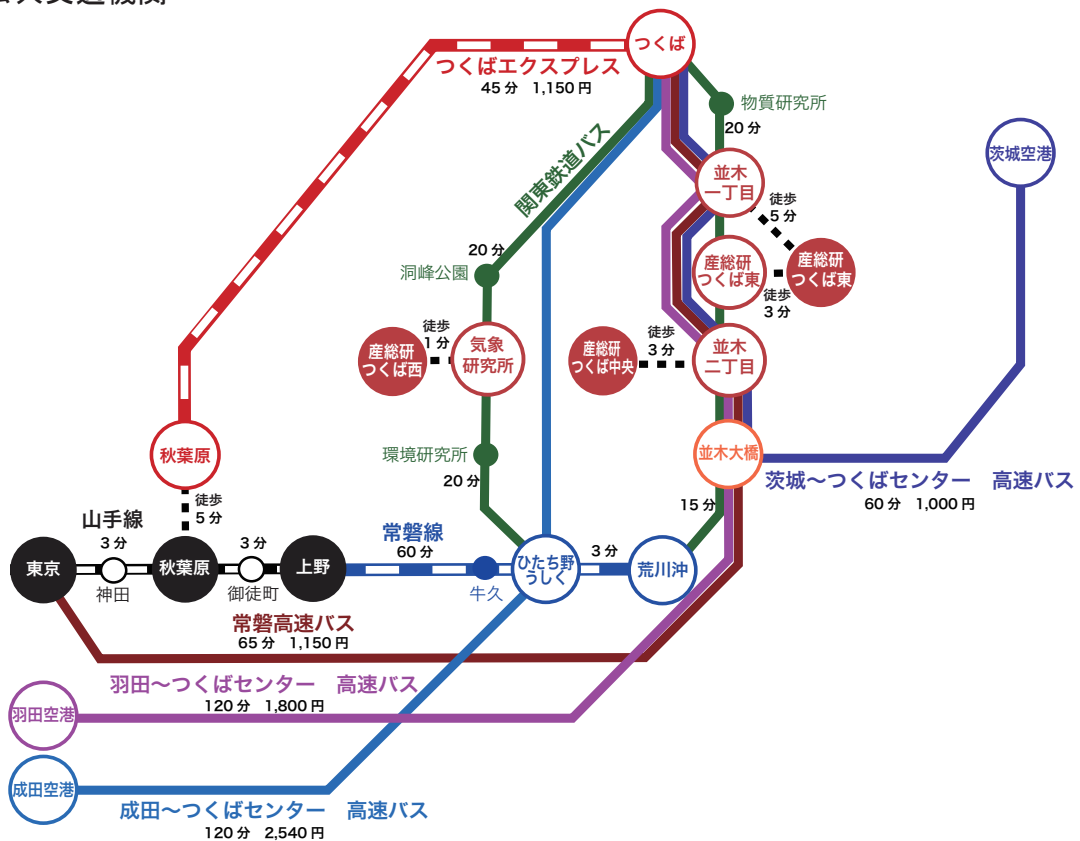 公共交通機関
つくば
つくばエクスプレス
45分 1,150円
物質研究所
20分
茨城空港
関東鉄道バス
並木
一丁目
徒歩
5分
20分
洞峰公園
産総研
つくば東
産総研
つくば東
徒歩
3分
徒歩
1分
産総研
つくば西
気象
研究所
産総研
つくば中央
徒歩
3分
並木
二丁目
秋葉原
環境研究所
20分
並木大橋
茨城〜つくばセンター 高速バス
60分 1,000円
徒歩
5分
15分
山手線
3分
3分
常磐線
60分
3分
東京
秋葉原
上野
ひたち野
うしく
荒川沖
神田
御徒町
牛久
常磐高速バス
65分 1,150円
羽田〜つくばセンター 高速バス
120分 1,800円
羽田空港
成田空港
成田〜つくばセンター 高速バス
120分 2,540円